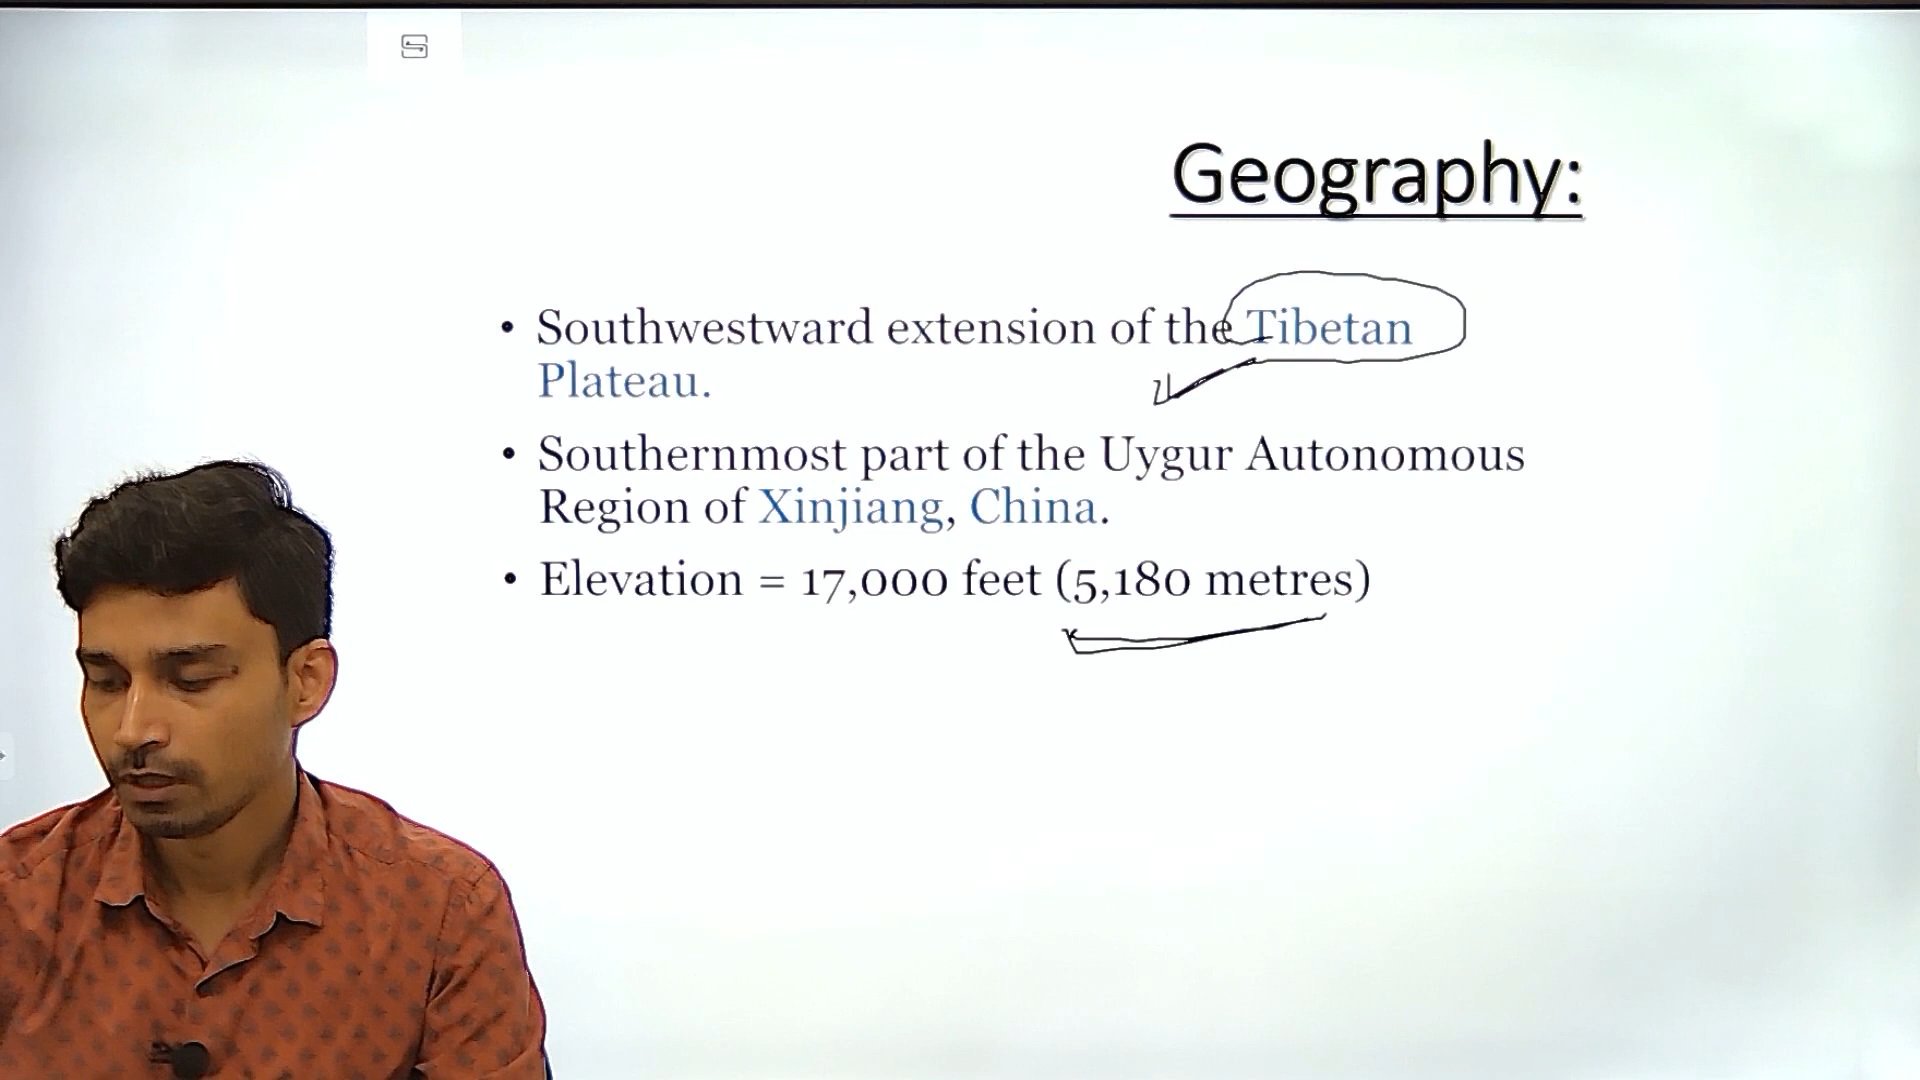 Geography:
• Southwestward extension of the Tibetan
Plateau.
• Southernmost part of the Uygur Autonomous
Region of Xinjiang, China.
• Elevation = 17,000 feet (5,180 metres)